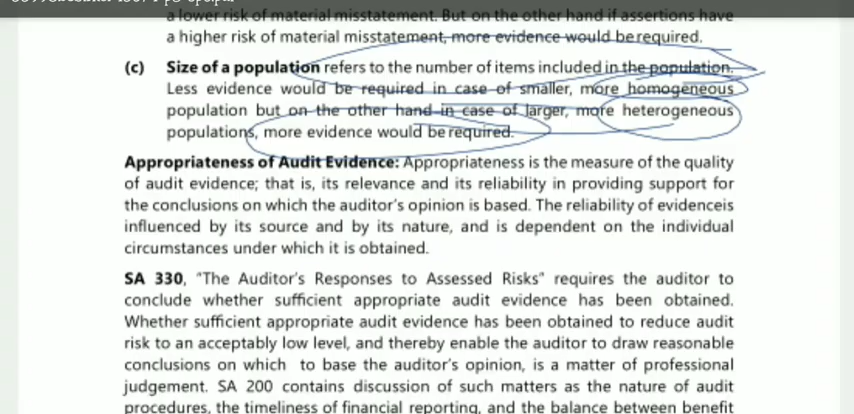 a lower risk of material misstatement. But on the other hand if assertions have
a higher risk of material misstatement, more evidence would be required.
(c) Size of a population refers to the number of items included in the population.
Less evidence would be required in case of smaller, more homogeneous
population but on the other hand in case of larger, more heterogeneous
populations, more evidence would be required.
Appropriateness of Audit Evidence: Appropriateness is the measure of the quality
of audit evidence; that is, its relevance and its reliability in providing support for
the conclusions on which the auditor's opinion is based. The reliability of evidenceis
influenced by its source and by its nature, and is dependent on the individual
circumstances under which it is obtained.
SA 330, "The Auditor's Responses to Assessed Risks" requires the auditor to
conclude whether sufficient appropriate audit evidence has been obtained.
Whether sufficient appropriate audit evidence has been obtained to reduce audit
risk to an acceptably low level, and thereby enable the auditor to draw reasonable
conclusions on which to base the auditor's opinion, is a matter of professional
judgement. SA 200 contains discussion of such matters as the nature of audit
procedures, the timeliness of financial reporting, and the balance between benefit